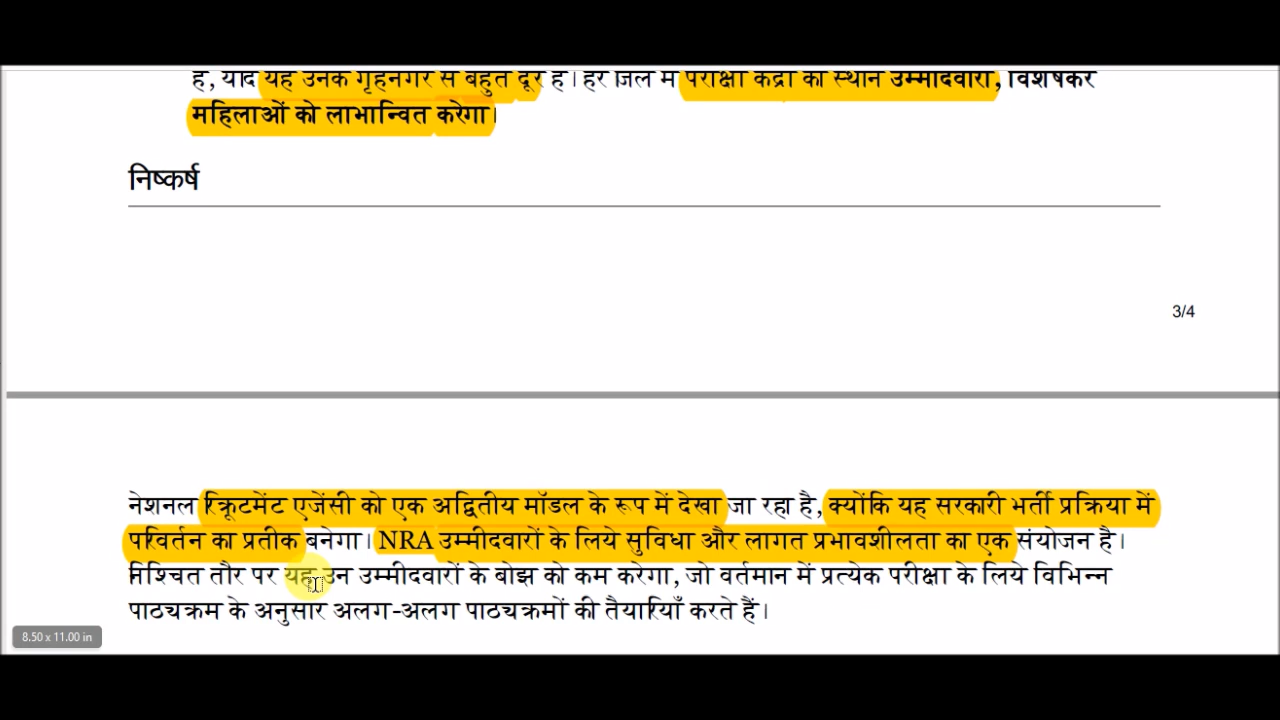 है, यदि यह उनके गृहनगर से बहुत दूर है। हर जिले में परीक्षा केंद्रों का स्थान उम्मीदवारों, विशेषकर
महिलाओं को लाभान्वित करेगा।
निष्कर्ष
3/4
नेशनल रिक्रूटमेंट एजेंसी को एक अद्वितीय मॉडल के रूप में देखा जा रहा है, क्योंकि यह सरकारी भर्ती प्रक्रिया में
परिवर्तन का प्रतीक बनेगा। NRA उम्मीदवारों के लिये सुविधा और लागत प्रभावशीलता का एक संयोजन है।
निश्चित तौर पर यह उन उम्मीदवारों के बोझ को कम करेगा, जो वर्तमान में प्रत्येक परीक्षा के लिये विभिन्न
पाठ्यक्रम के अनुसार अलग-अलग पाठ्यक्रमों की तैयारियाँ करते हैं।
8.50 x 11.00 in